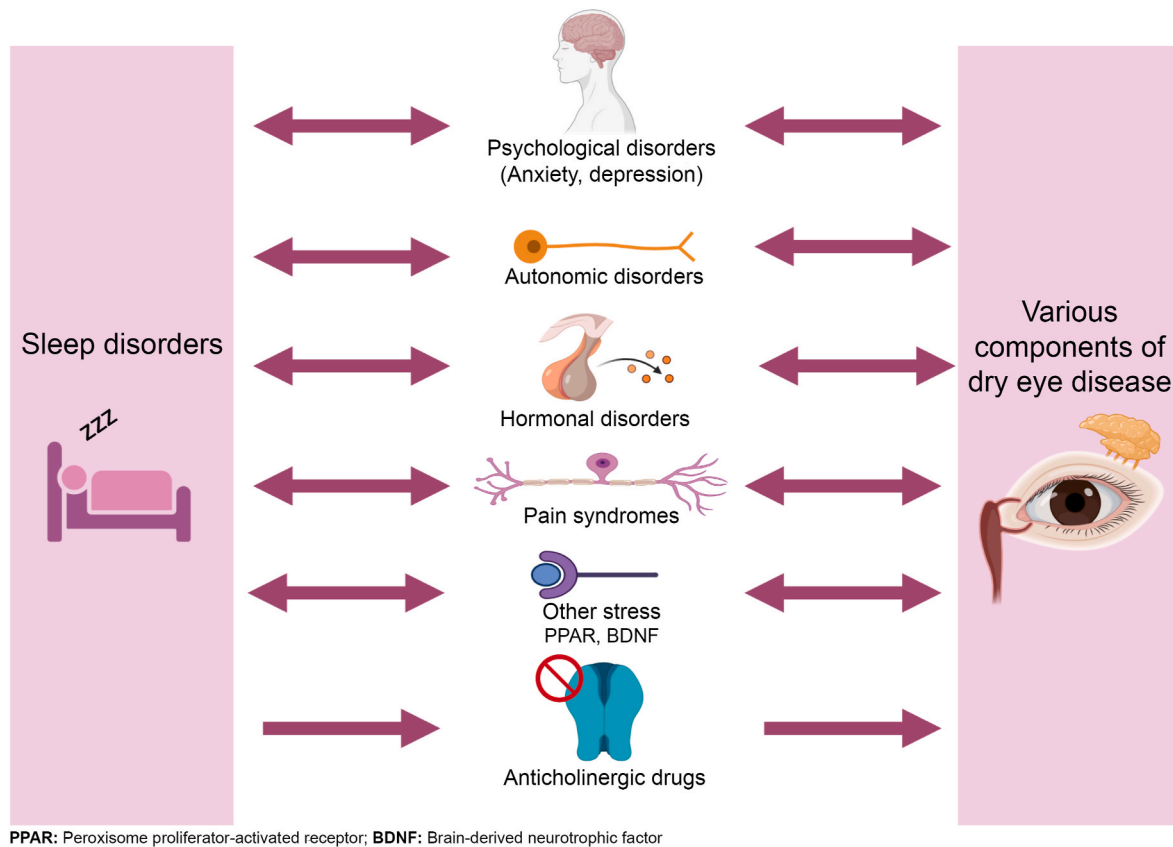 Psychological disorders
(Anxiety, depression)
Autonomic disorders
Sleep disorders
zzz
Hormonal disorders
Various
components of
dry eye disease
Pain syndromes
Other stress
PPAR, BDNF
Anticholinergic drugs
PPAR: Peroxisome proliferator-activated receptor; BDNF: Brain-derived neurotrophic factor